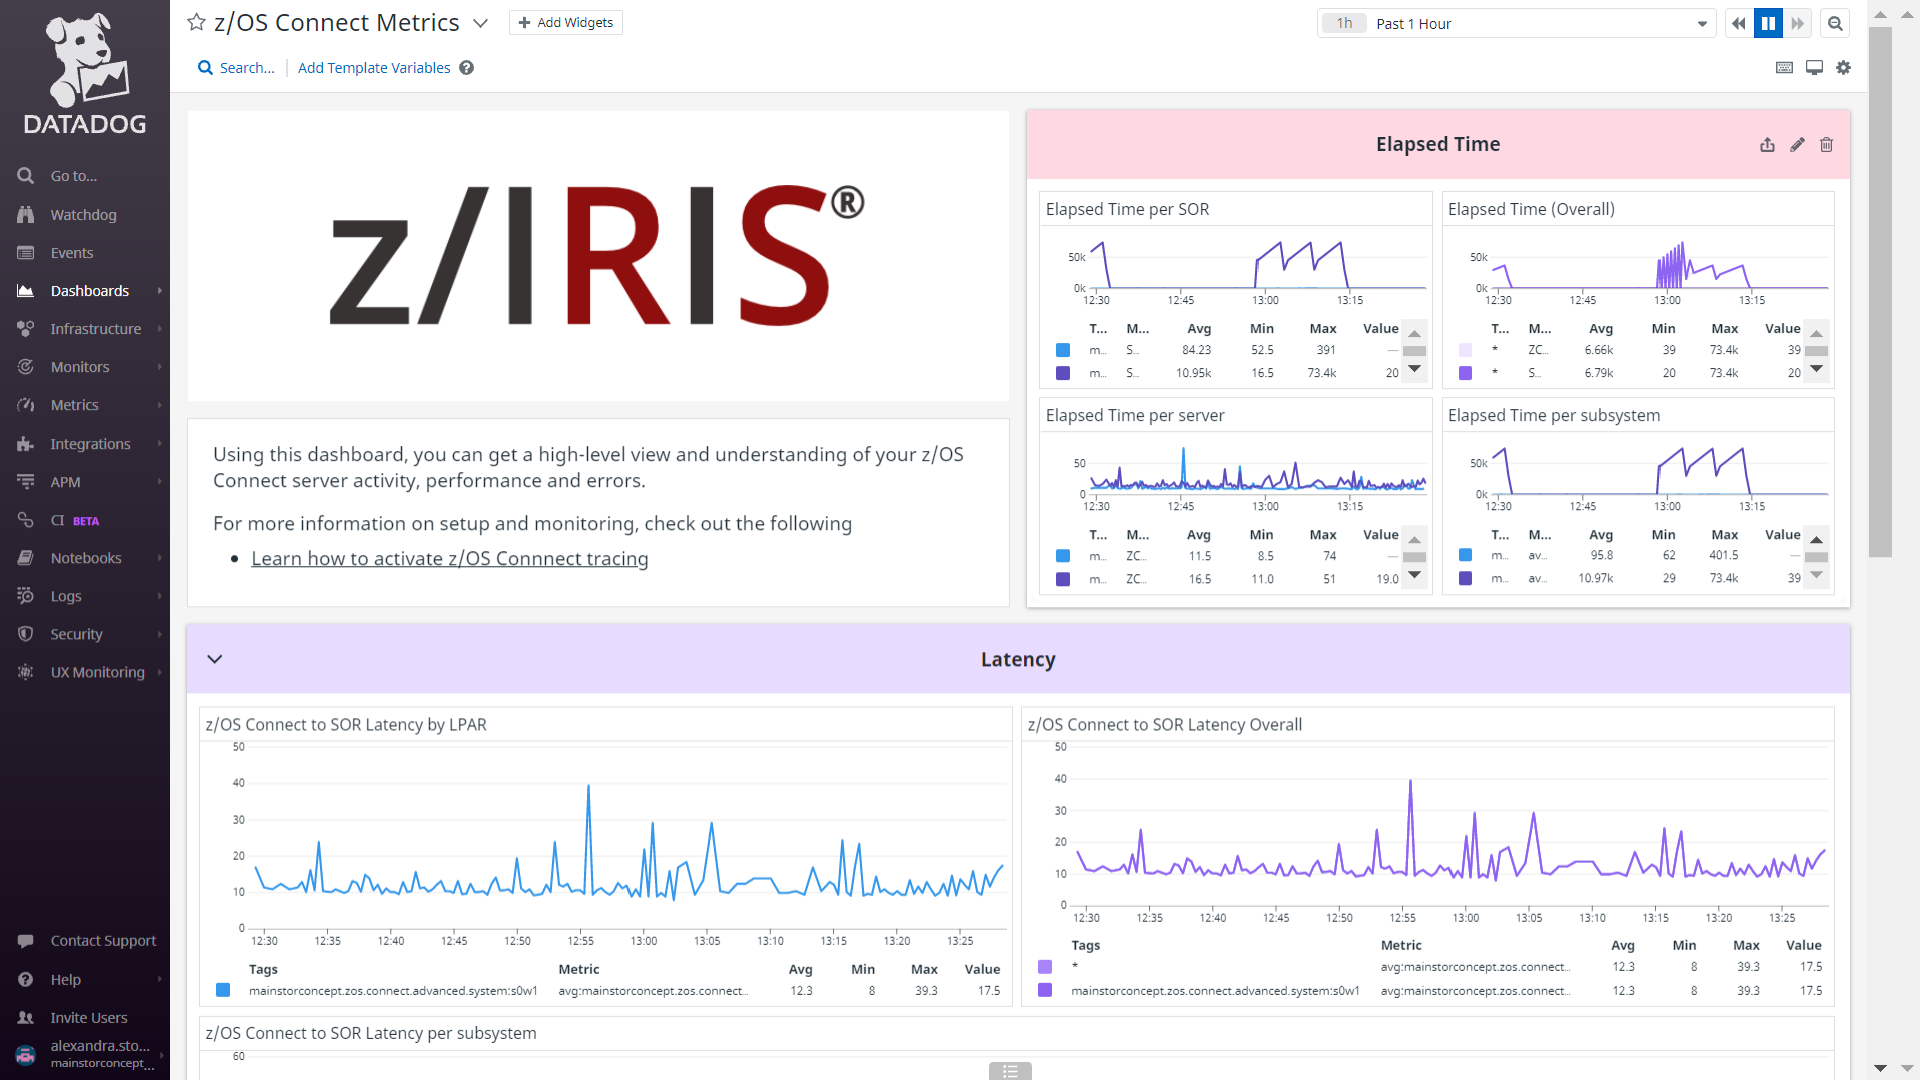 DATADOG
Go to...
Watchdog
Events
Dashboards
Infrastructure
Monitors
Metrics
Integrations
APM
CI BETA
Notebooks
Logs
Security
UX Monitoring
Contact Support
Help
Invite Users
alexandra.sto...
mainstorconcept_...
z/OS Connect Metrics
+ Add Widgets
1h Past 1 Hour
Search...
Add Template Variables ?
z/IRIS®
Using this dashboard, you can get a high-level view and understanding of your z/OS
Connect server activity, performance and errors.
For more information on setup and monitoring, check out the following
• Learn how to activate z/OS Connnect tracing
Elapsed Time
Elapsed Time per SOR
50k
0k
12:30 12:45 13:00 13:15
T... M... Avg Min Max Value
m... S... 84.23 52.5 391 —
m... S... 10.95k 16.5 73.4k 20
Elapsed Time (Overall)
50k
0k
12:30 12:45 13:00 13:15
T... M... Avg Min Max Value
* ZC... 6.66k 39 73.4k 39
* S... 6.79k 20 73.4k 20
Elapsed Time per server
50
0
12:30 12:45 13:00 13:15
T... M... Avg Min Max Value
m... ZC... 11.5 8.5 74 —
m... ZC... 16.5 11.0 51 19.0
Elapsed Time per subsystem
50k
0k
12:30 12:45 13:00 13:15
T... M... Avg Min Max Value
m... av... 95.8 62 401.5 —
m... av... 10.97k 29 73.4k 39
Latency
z/OS Connect to SOR Latency by LPAR
50
40
30
20
10
0
12:30 12:35 12:40 12:45 12:50 12:55 13:00 13:05 13:10 13:15 13:20 13:25
Tags Metric Avg Min Max Value
mainstorconcept.zos.connect.advanced.system:s0w1 avg:mainstorconcept.zos.connect... 12.3 8 39.3 17.5
z/OS Connect to SOR Latency Overall
50
40
30
20
10
0
12:30 12:35 12:40 12:45 12:50 12:55 13:00 13:05 13:10 13:15 13:20 13:25
Tags Metric Avg Min Max Value
* avg:mainstorconcept.zos.connect... 12.3 8 39.3 17.5
mainstorconcept.zos.connect.advanced.system:s0w1 avg:mainstorconcept.zos.connect... 12.3 8 39.3 17.5
z/OS Connect to SOR Latency per subsystem
60